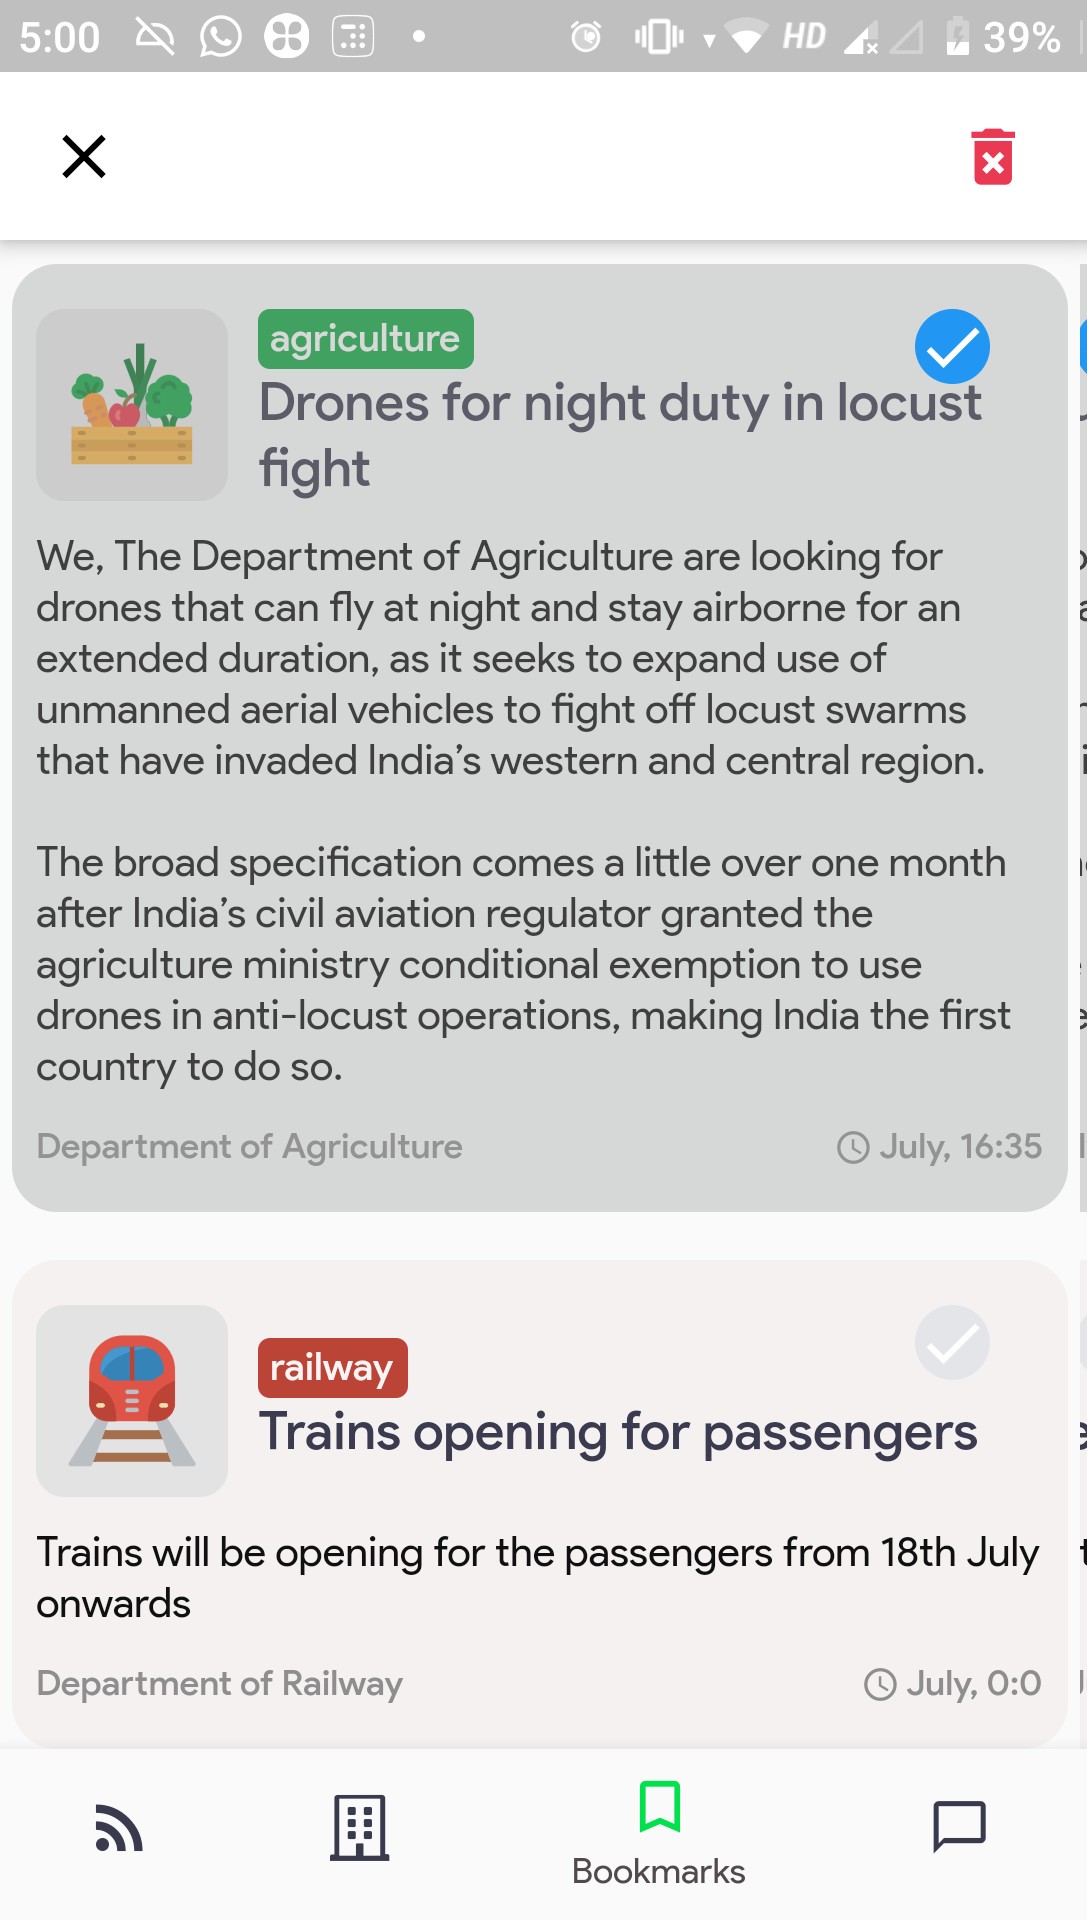 5:00
HD
39%
agriculture
Drones for night duty in locust
fight
We, The Department of Agriculture are looking for
drones that can fly at night and stay airborne for an
extended duration, as it seeks to expand use of
unmanned aerial vehicles to fight off locust swarms
that have invaded India’s western and central region.
The broad specification comes a little over one month
after India’s civil aviation regulator granted the
agriculture ministry conditional exemption to use
drones in anti-locust operations, making India the first
country to do so.
Department of Agriculture
July, 16:35
railway
Trains opening for passengers
Trains will be opening for the passengers from 18th July
onwards
Department of Railway
July, 0:0
Bookmarks